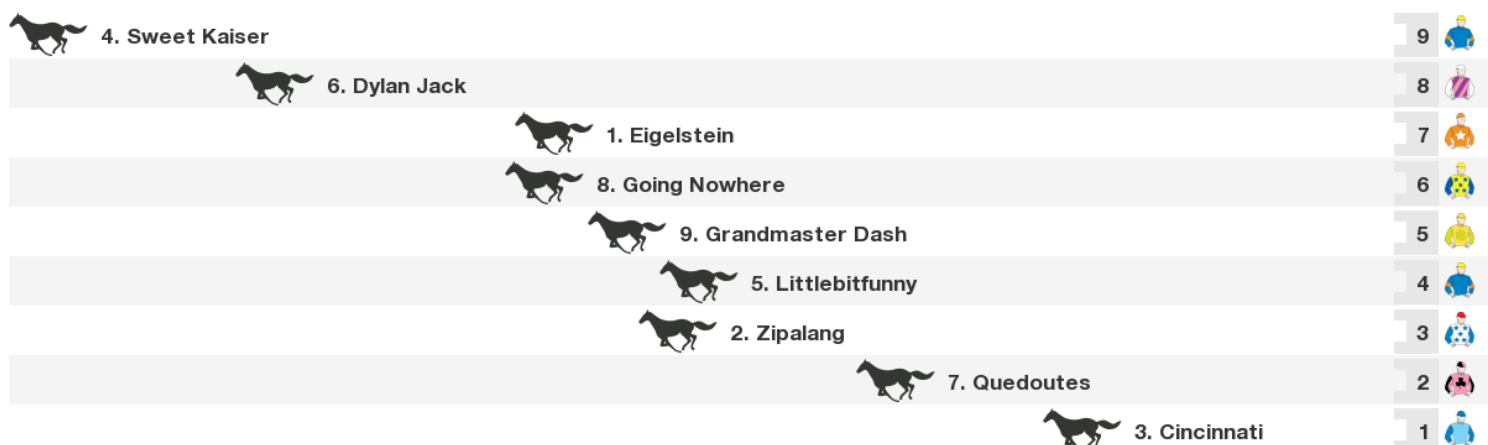 4. Sweet Kaiser 9
6. Dylan Jack 8
1. Eigelstein 7
8. Going Nowhere 6
9. Grandmaster Dash 5
5. Littlebitfunny 4
2. Zipalang 3
7. Quedoutes 2
3. Cincinnati 1